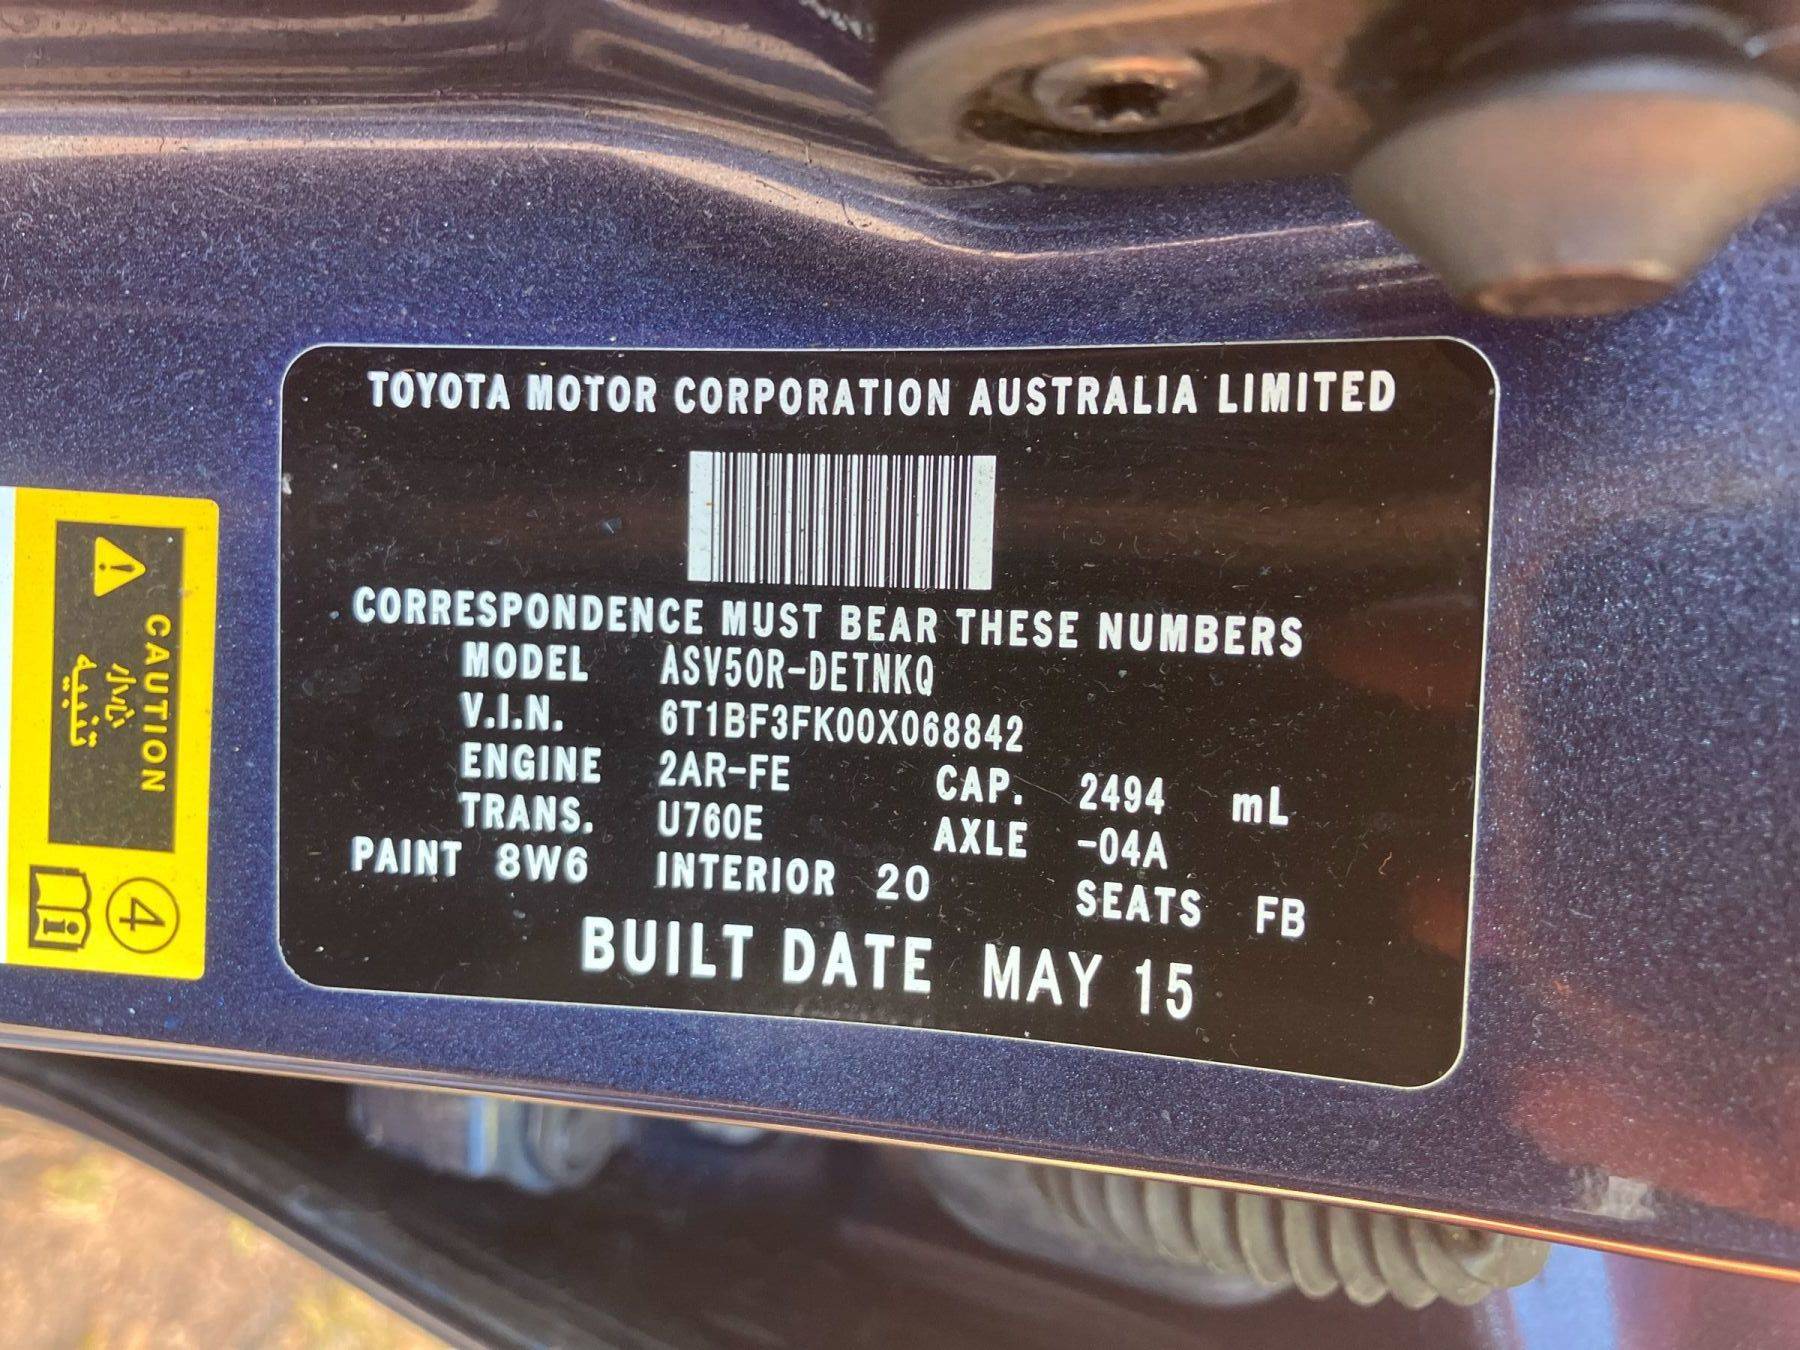 TOYOTA MOTOR CORPORATION AUSTRALIA LIMITED
CORRESPONDENCE MUST BEAR THESE NUMBERS
MODEL ASV50R-DETNKQ
V.I.N. 6T1BF3FK00X068842
ENGINE 2AR-FE CAP. 2494 mL
TRANS. U760E AXLE -04A
PAINT 8W6 INTERIOR 20 SEATS FB
BUILT DATE MAY 15
CAUTION
تنبيه
4
i